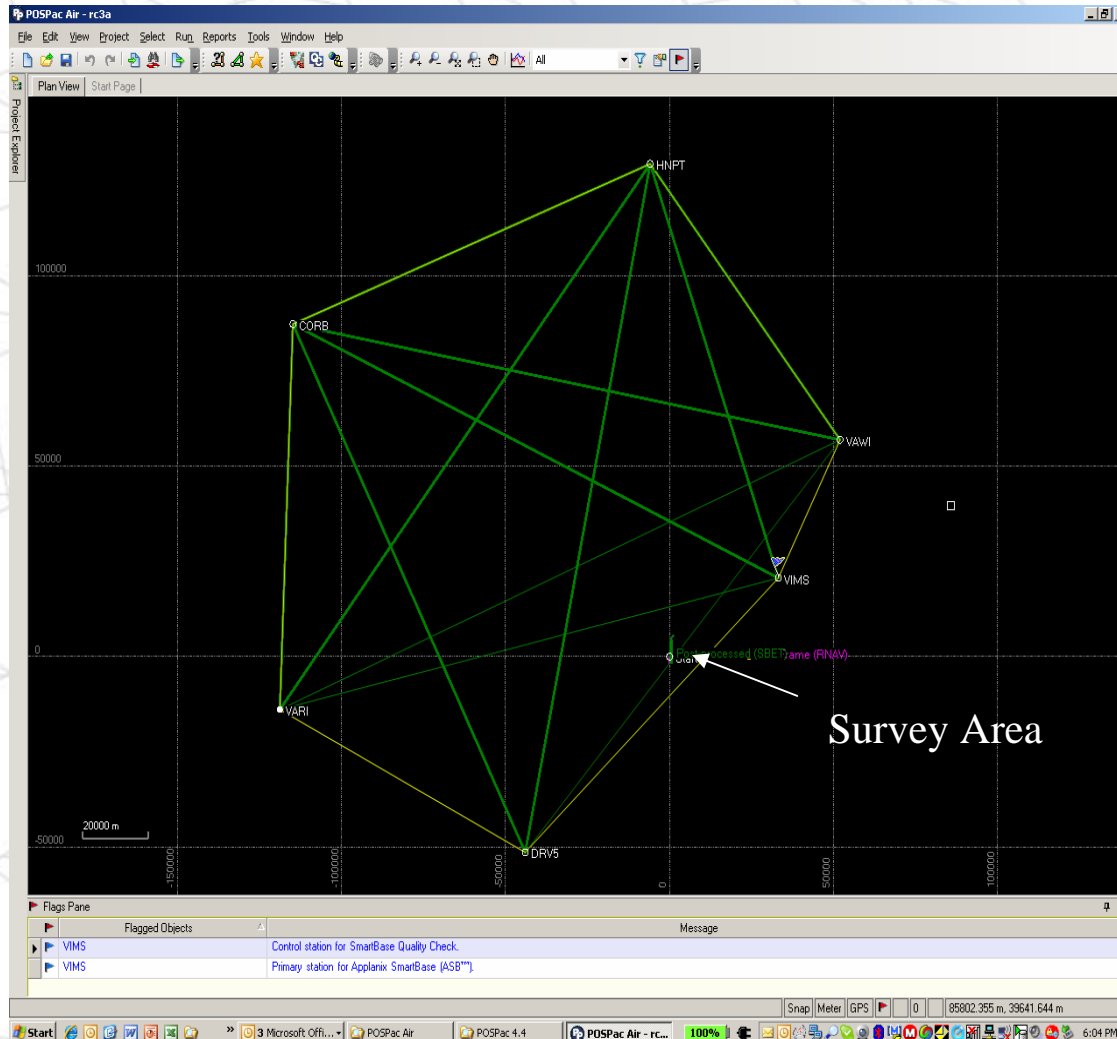 POSPac Air - rc3a
File Edit View Project Select Run Reports Tools Window Help
All
Plan View Start Page
Project Explorer
HNPT
100000
CORB
50000
VAWI
VIMS
0
Post processed (SBET) rame (RNAV)
VARI
Survey Area
20000 m
-50000
DRV5
-150000
-100000
-50000
0
50000
100000
Flags Pane
Flagged Objects Message
VIMS Control station for SmartBase Quality Check.
VIMS Primary station for Applanix SmartBase (ASB™).
Snap Meter GPS 0 85802.355 m, 39641.644 m
Start » 3 Microsoft Offi... POSPac Air POSPac 4.4 POSPac Air - rc... 100% 6:04 PM